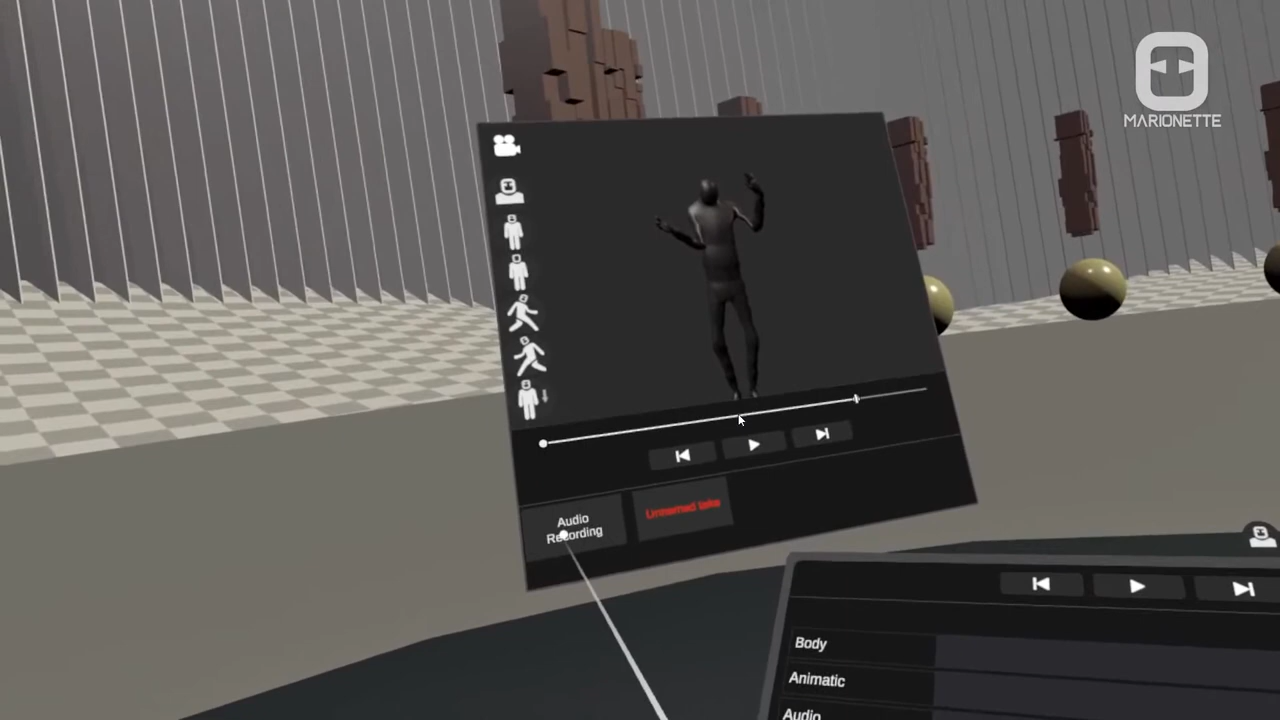 MARIONETTE
Audio
Recording
Unnamed take
Body
Animatic
Audio